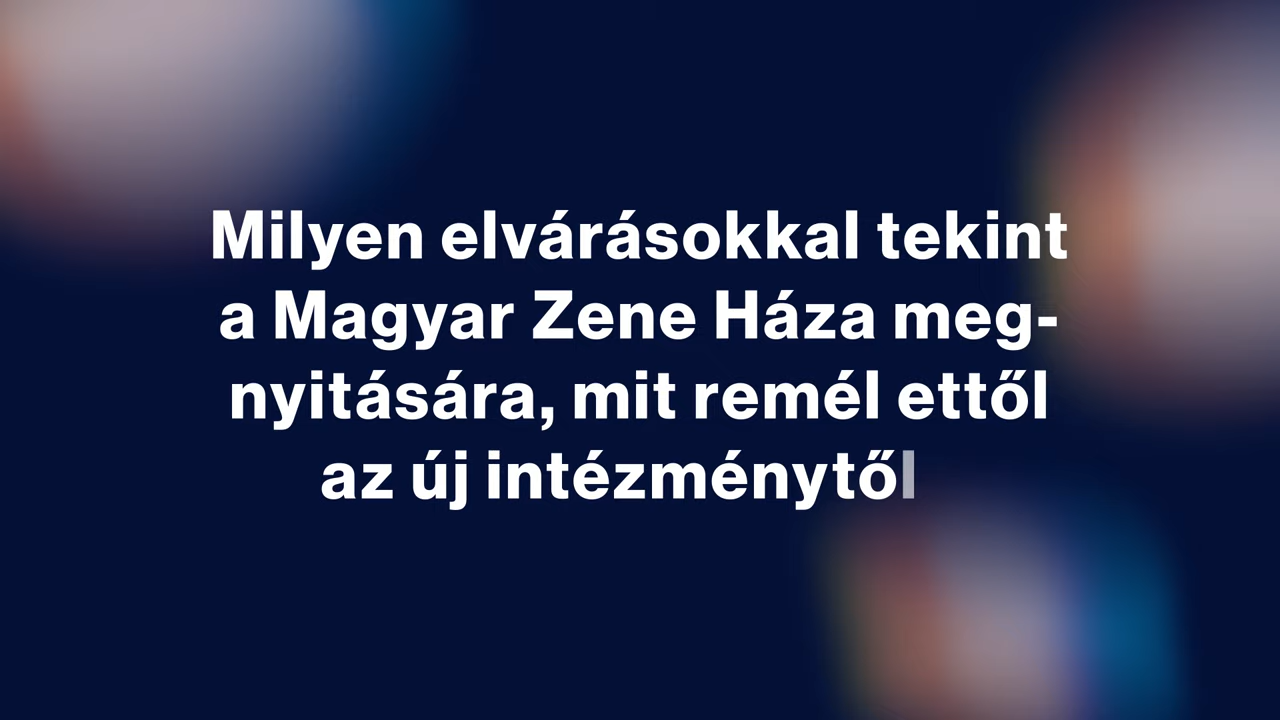 Milyen elvárásokkal tekint
a Magyar Zene Háza meg-
nyitására, mit remél ettől
az új intézménytől